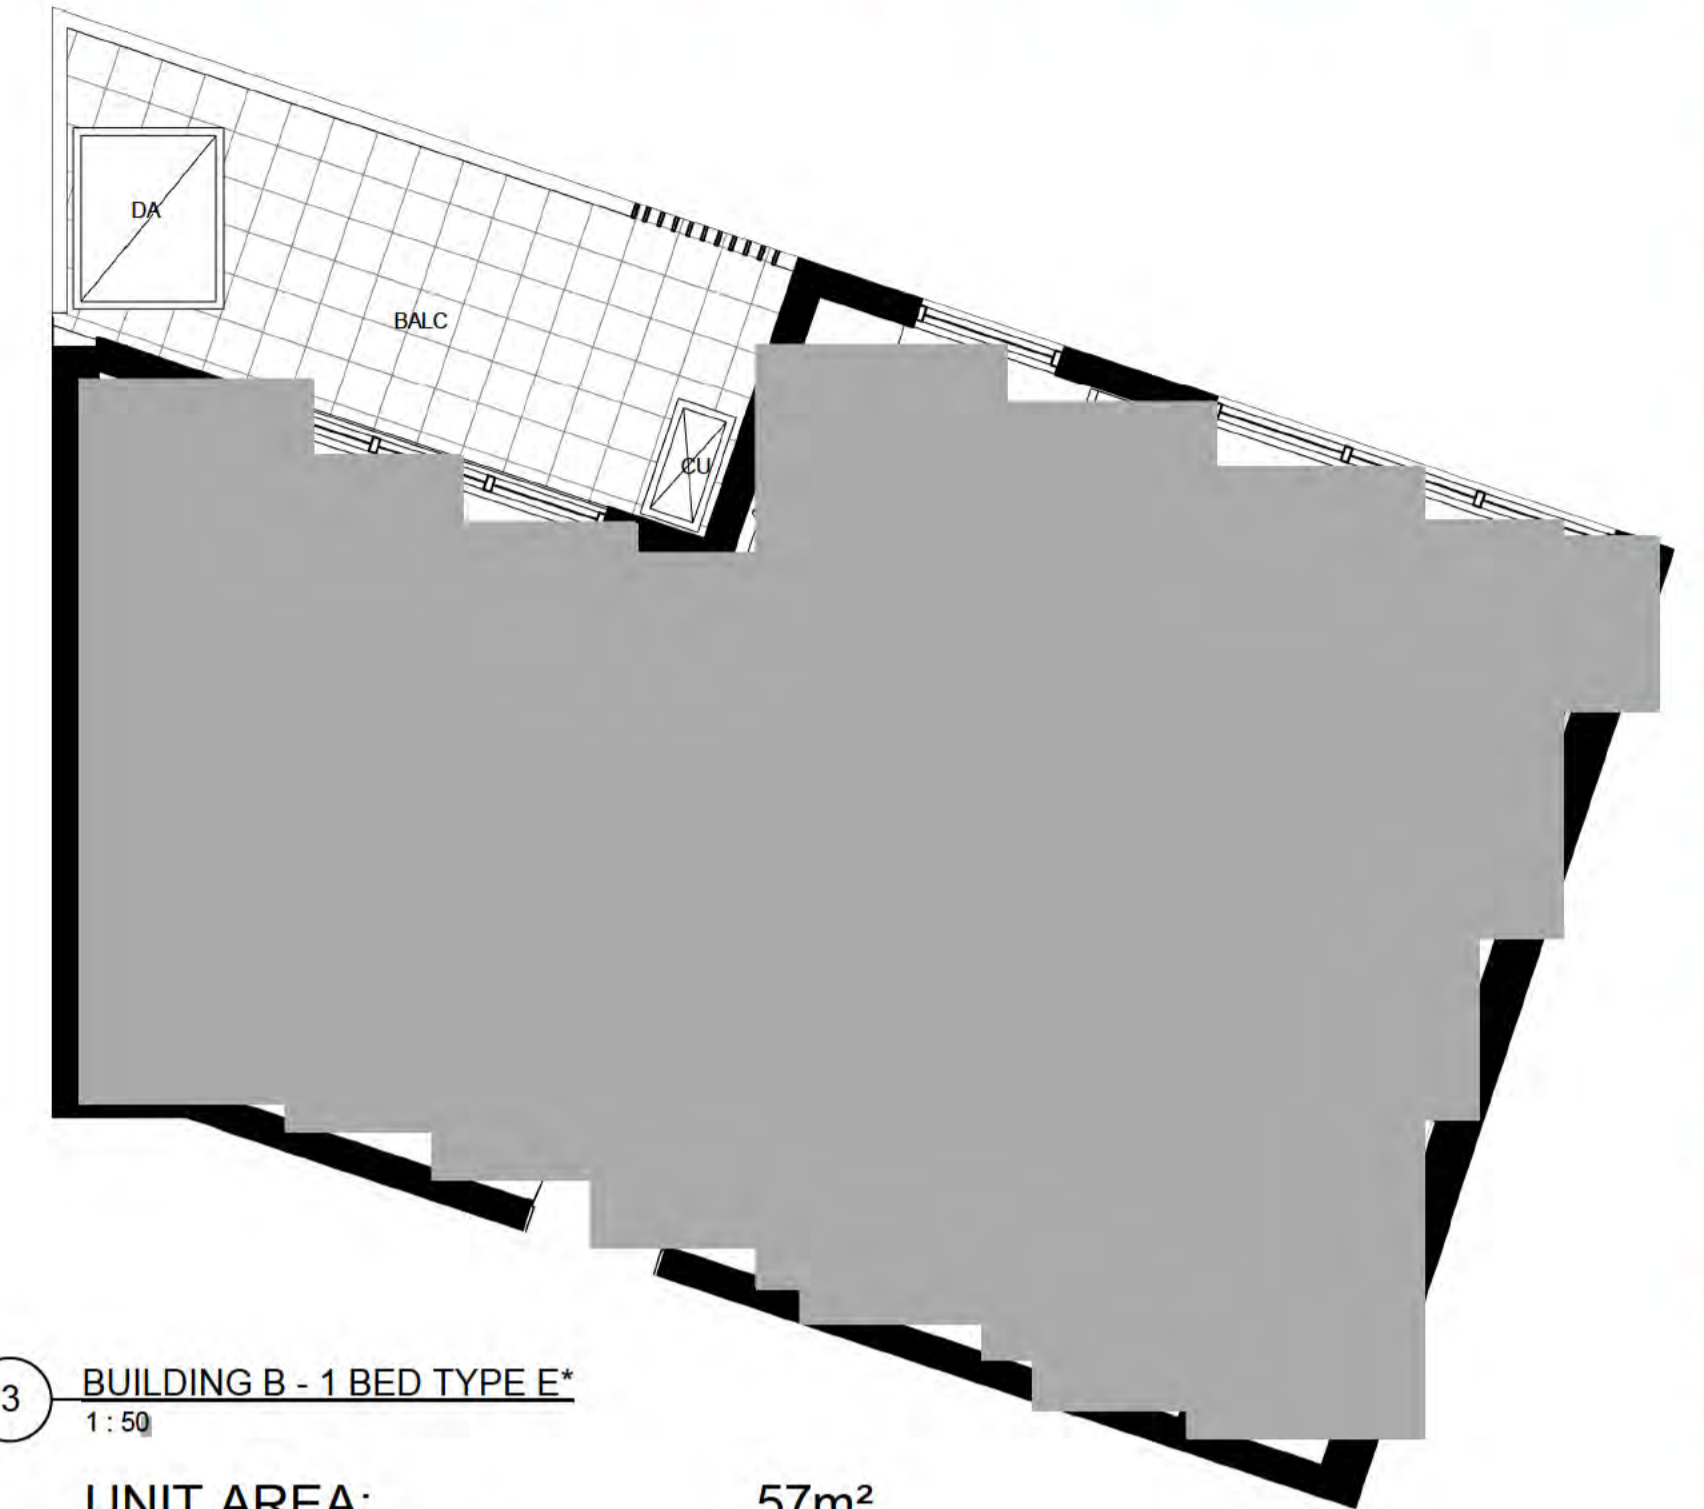 DA
BALC
CU
3
BUILDING B - 1 BED TYPE E*
1 : 50
UNIT AREA: 57m²